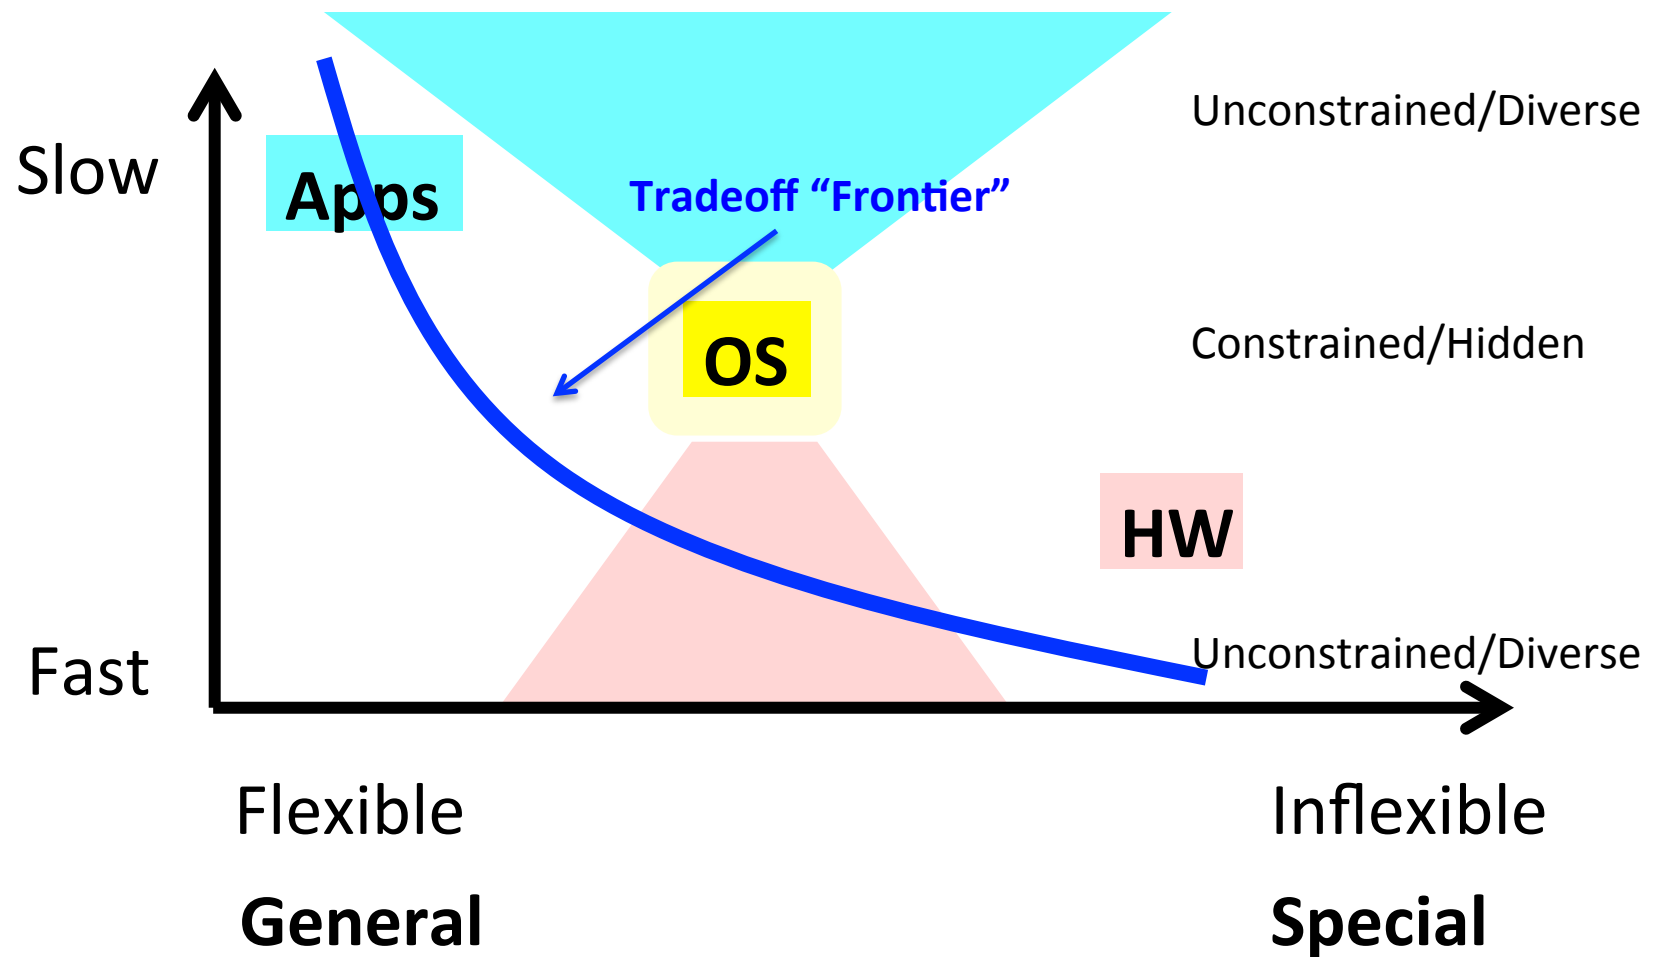 Unconstrained/Diverse
Slow
Apps
Tradeoff “Frontier”
OS
Constrained/Hidden
HW
Unconstrained/Diverse
Fast
Flexible
Inflexible
General
Special